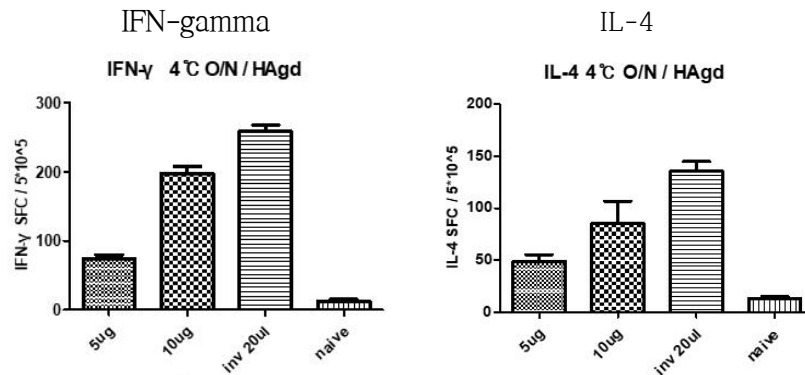 IFN-gamma
IFN-γ 4℃ O/N / HAgd
IFN-γ SFC / 5*10^5
300
200
100
0
5ug
10ug
inv 20ul
naive
IL-4
IL-4 4℃ O/N / HAgd
IL-4 SFC / 5*10^5
200
150
100
50
0
5ug
10ug
inv 20ul
naive